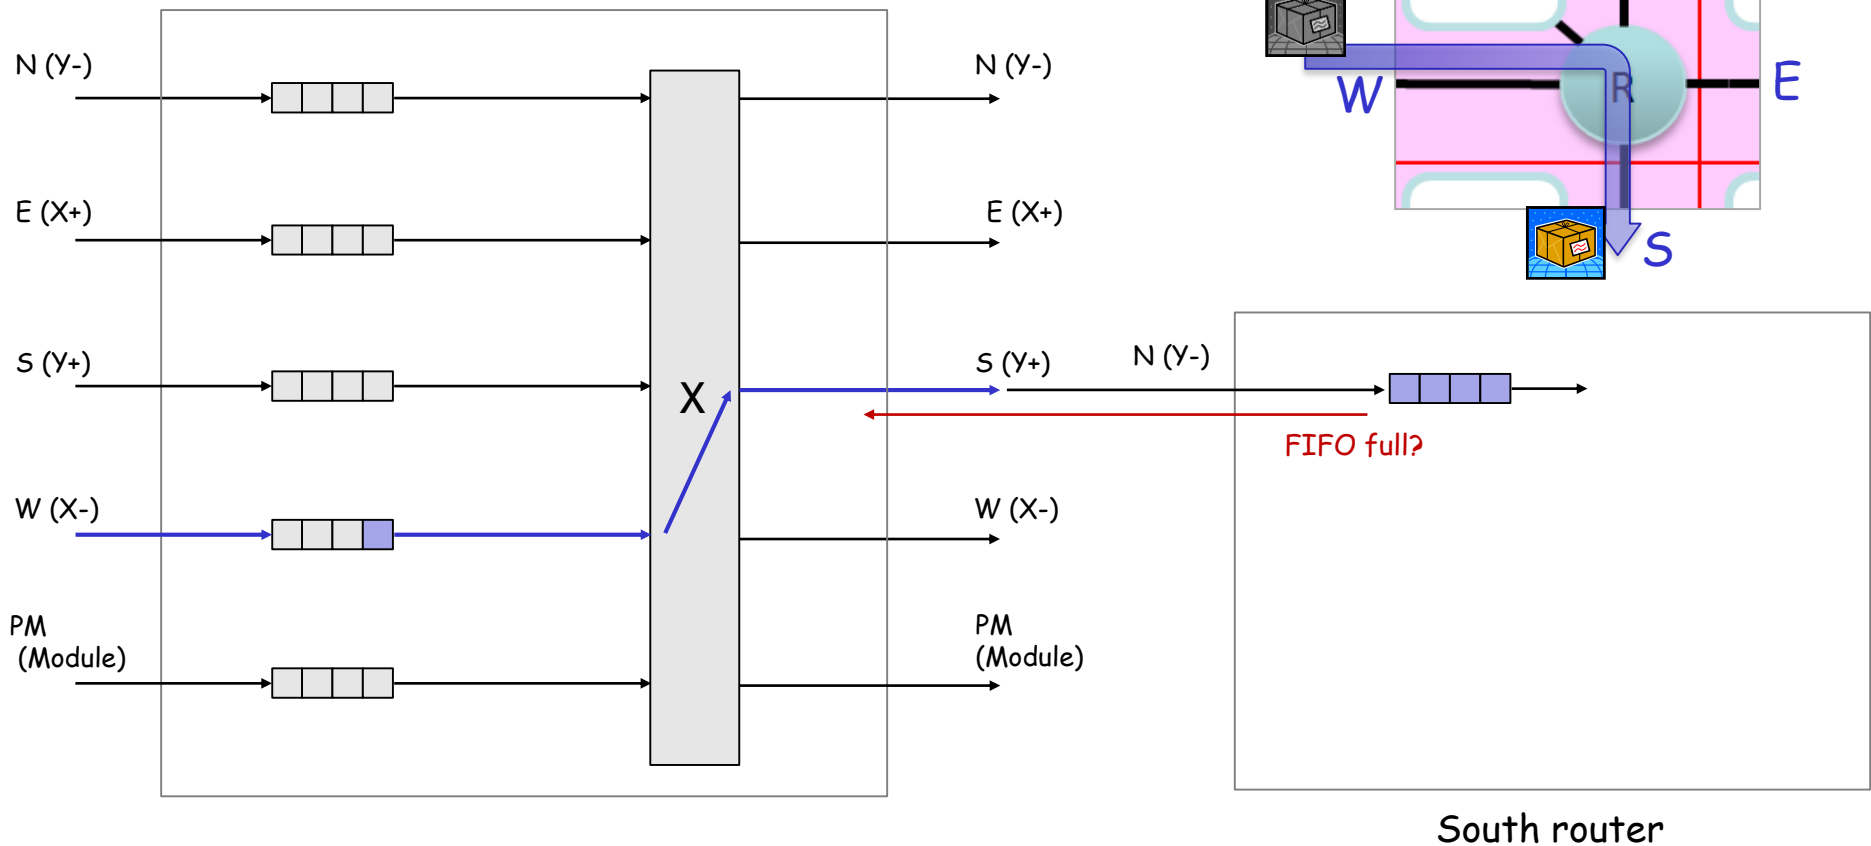 N (Y-)
N (Y-)
W
R
E
E (X+)
E (X+)
S
S (Y+)
X
S (Y+)
N (Y-)
FIFO full?
W (X-)
W (X-)
PM
(Module)
PM
(Module)
South router